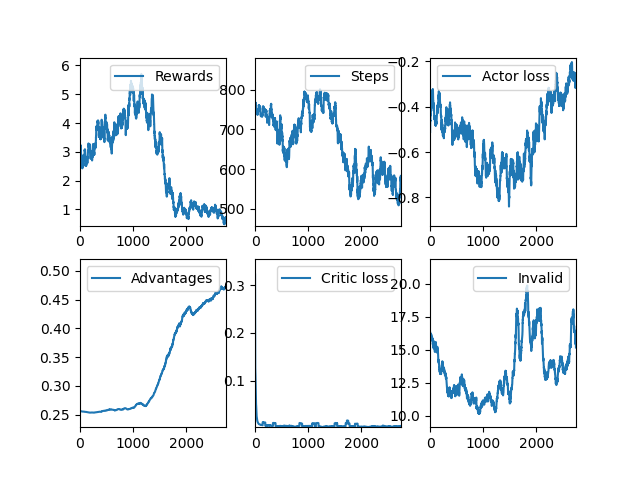 Rewards
6
5
4
3
2
1
0 1000 2000
Steps
800
700
600
500
0 1000 2000
Actor loss
−0.2
−0.4
−0.6
−0.8
0 1000 2000
Advantages
0.50
0.45
0.40
0.35
0.30
0.25
0 1000 2000
Critic loss
0.3
0.2
0.1
0 1000 2000
Invalid
20.0
17.5
15.0
12.5
10.0
0 1000 2000